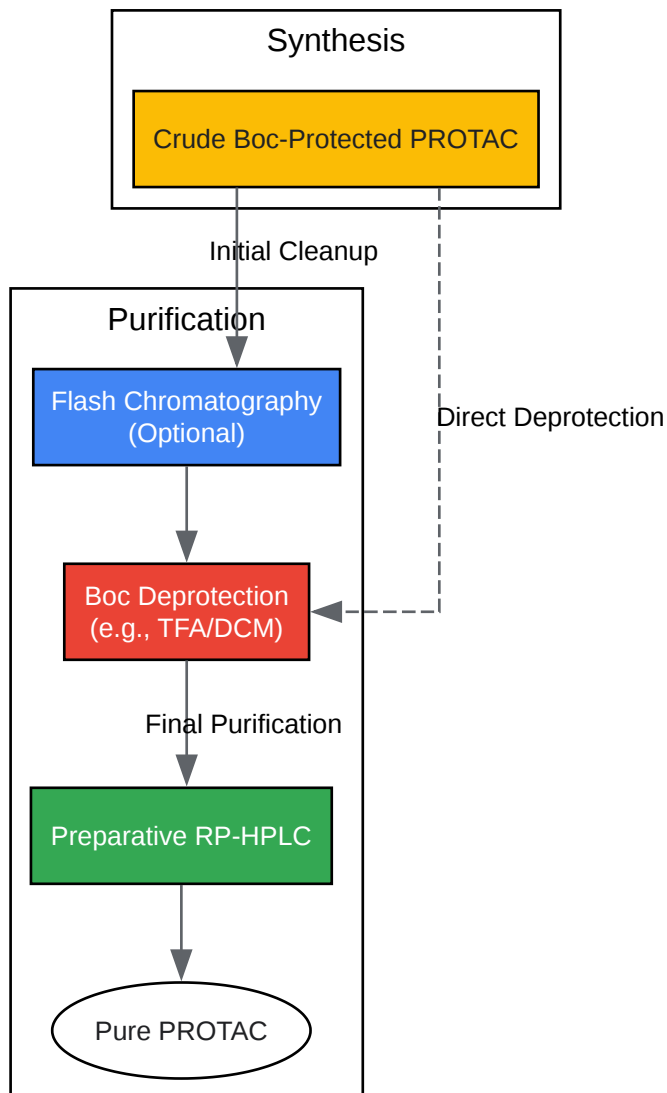 Synthesis
Crude Boc-Protected PROTAC
Initial Cleanup
Purification
Flash Chromatography
(Optional)
Direct Deprotection
Boc Deprotection
(e.g., TFA/DCM)
Final Purification
Preparative RP-HPLC
Pure PROTAC